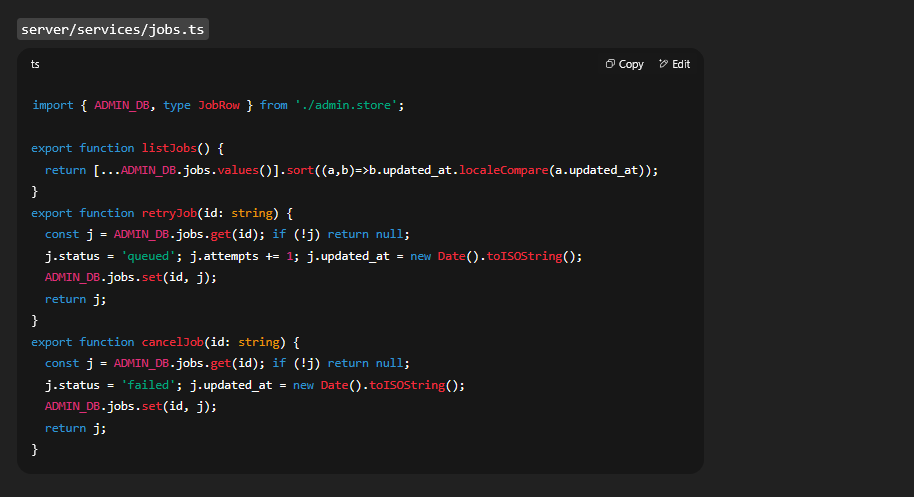 server/services/jobs.ts
ts
Copy
Edit
import { ADMIN_DB, type JobRow } from './admin.store';
export function listJobs() {
  return [...ADMIN_DB.jobs.values()].sort((a,b)=>b.updated_at.localeCompare(a.updated_at));
}
export function retryJob(id: string) {
  const j = ADMIN_DB.jobs.get(id); if (!j) return null;
  j.status = 'queued'; j.attempts += 1; j.updated_at = new Date().toISOString();
  ADMIN_DB.jobs.set(id, j);
  return j;
}
export function cancelJob(id: string) {
  const j = ADMIN_DB.jobs.get(id); if (!j) return null;
  j.status = 'failed'; j.updated_at = new Date().toISOString();
  ADMIN_DB.jobs.set(id, j);
  return j;
}